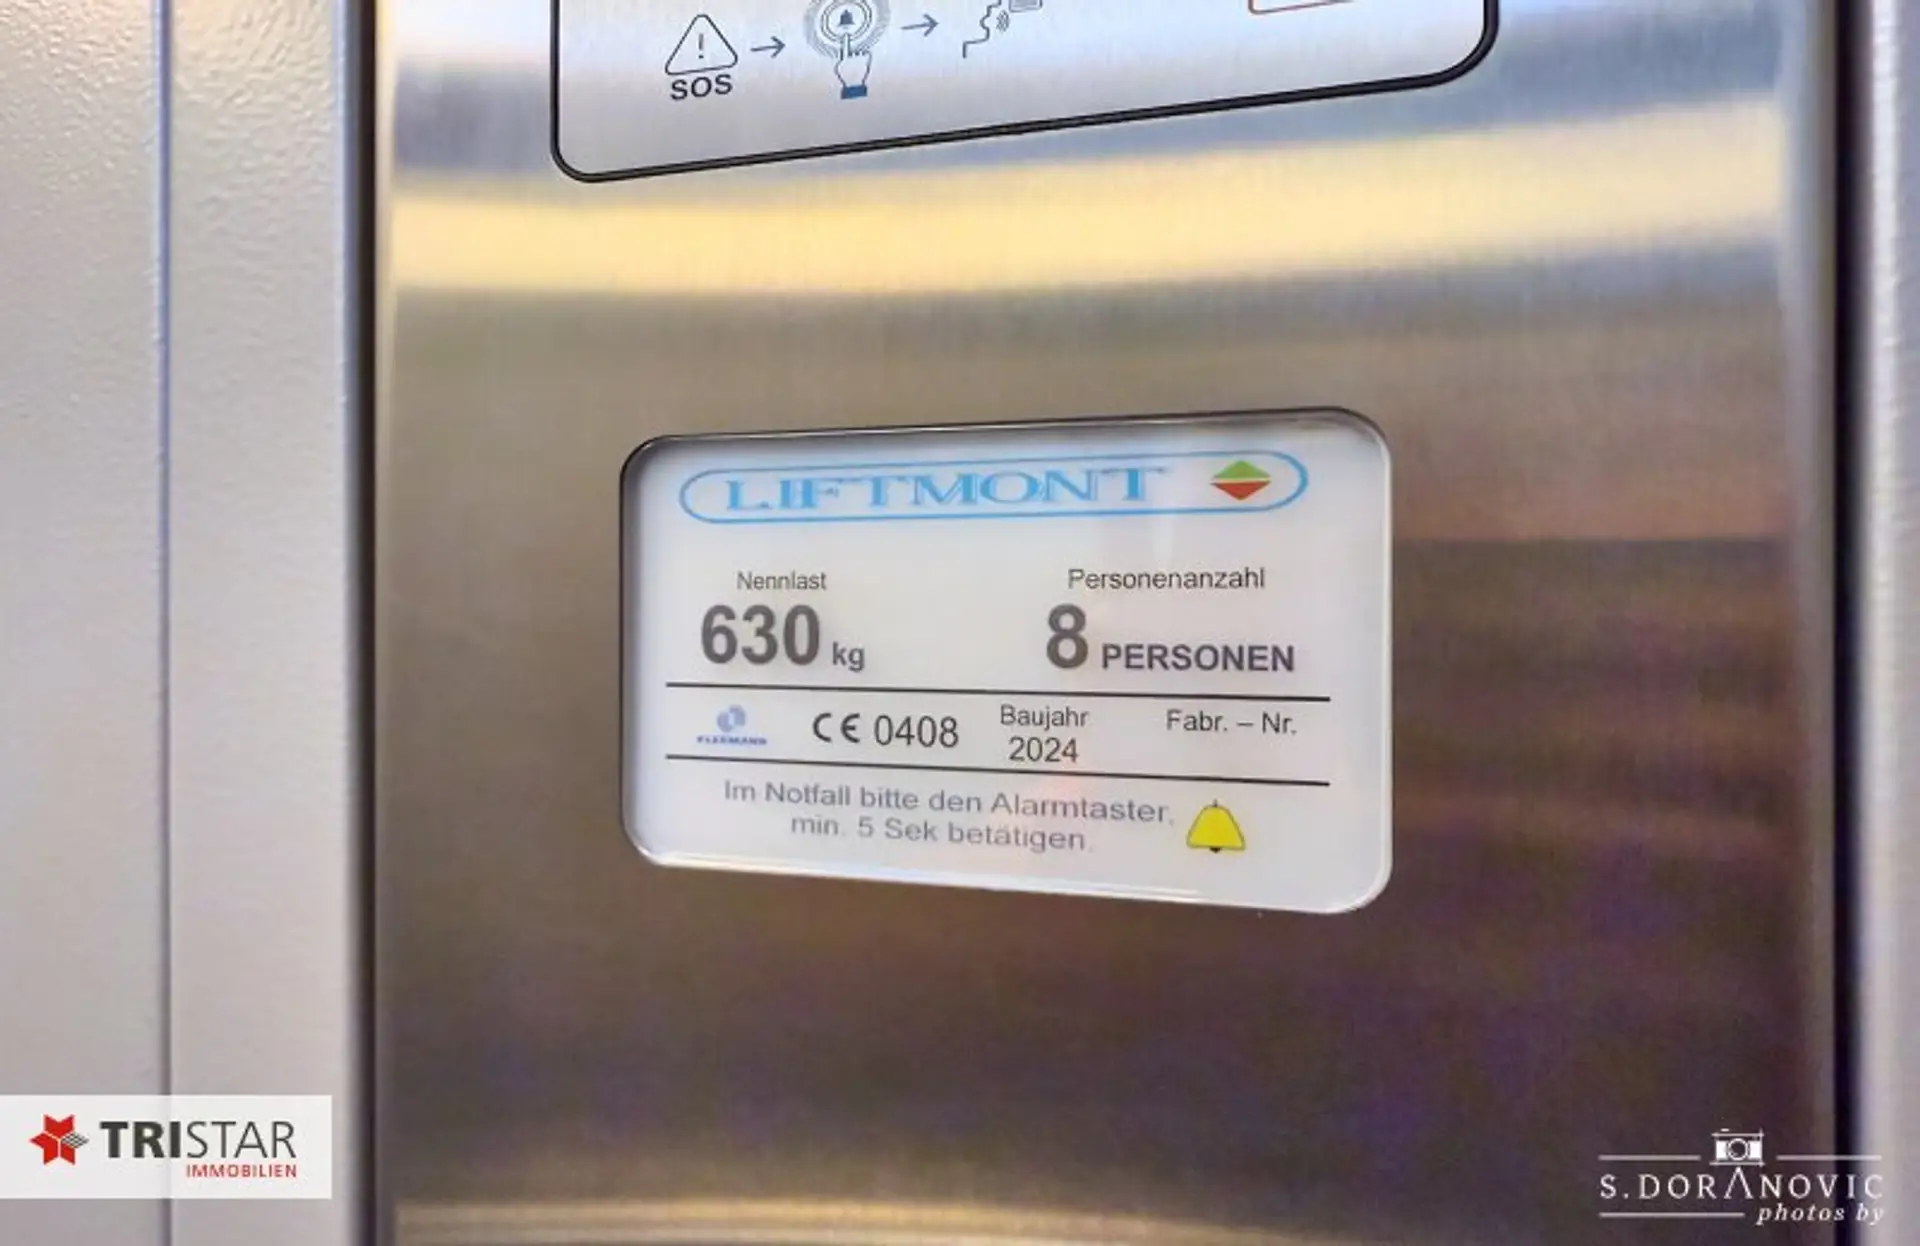 SOS
LIFTMONT
Nennlast
Personenanzahl
630 kg
8 PERSONEN
KLEEMANN
CE 0408
Baujahr
2024
Fabr. – Nr.
Im Notfall bitte den Alarmtaster,
min. 5 Sek betätigen.
TRISTAR
IMMOBILIEN
S.DORANOVIC
photos by